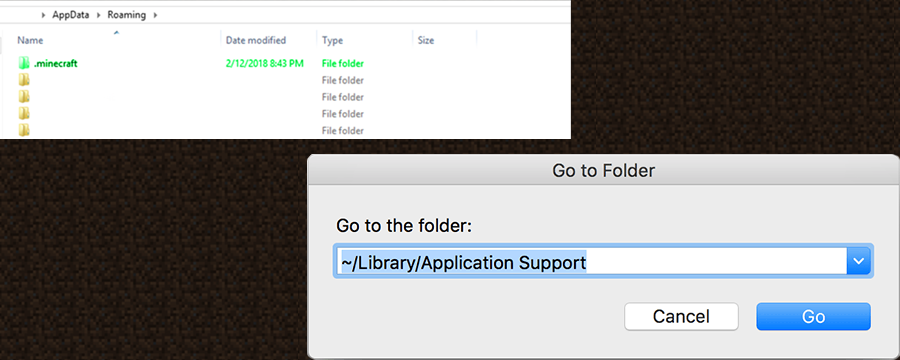 AppData Roaming
Name Date modified Type Size
.minecraft 2/12/2018 8:43 PM File folder
File folder
File folder
File folder
File folder
Go to Folder
Go to the folder:
~/Library/Application Support
Cancel Go